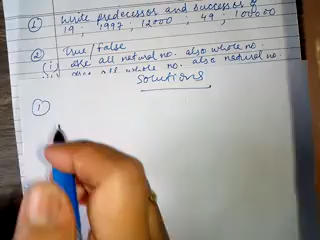 ① Write predecessor and successor of
19, 1997, 12000, 49, 100000
② True/false
(i) Are all natural no. also whole no.
(ii) Are all whole no. also natural no.
Solutions
①